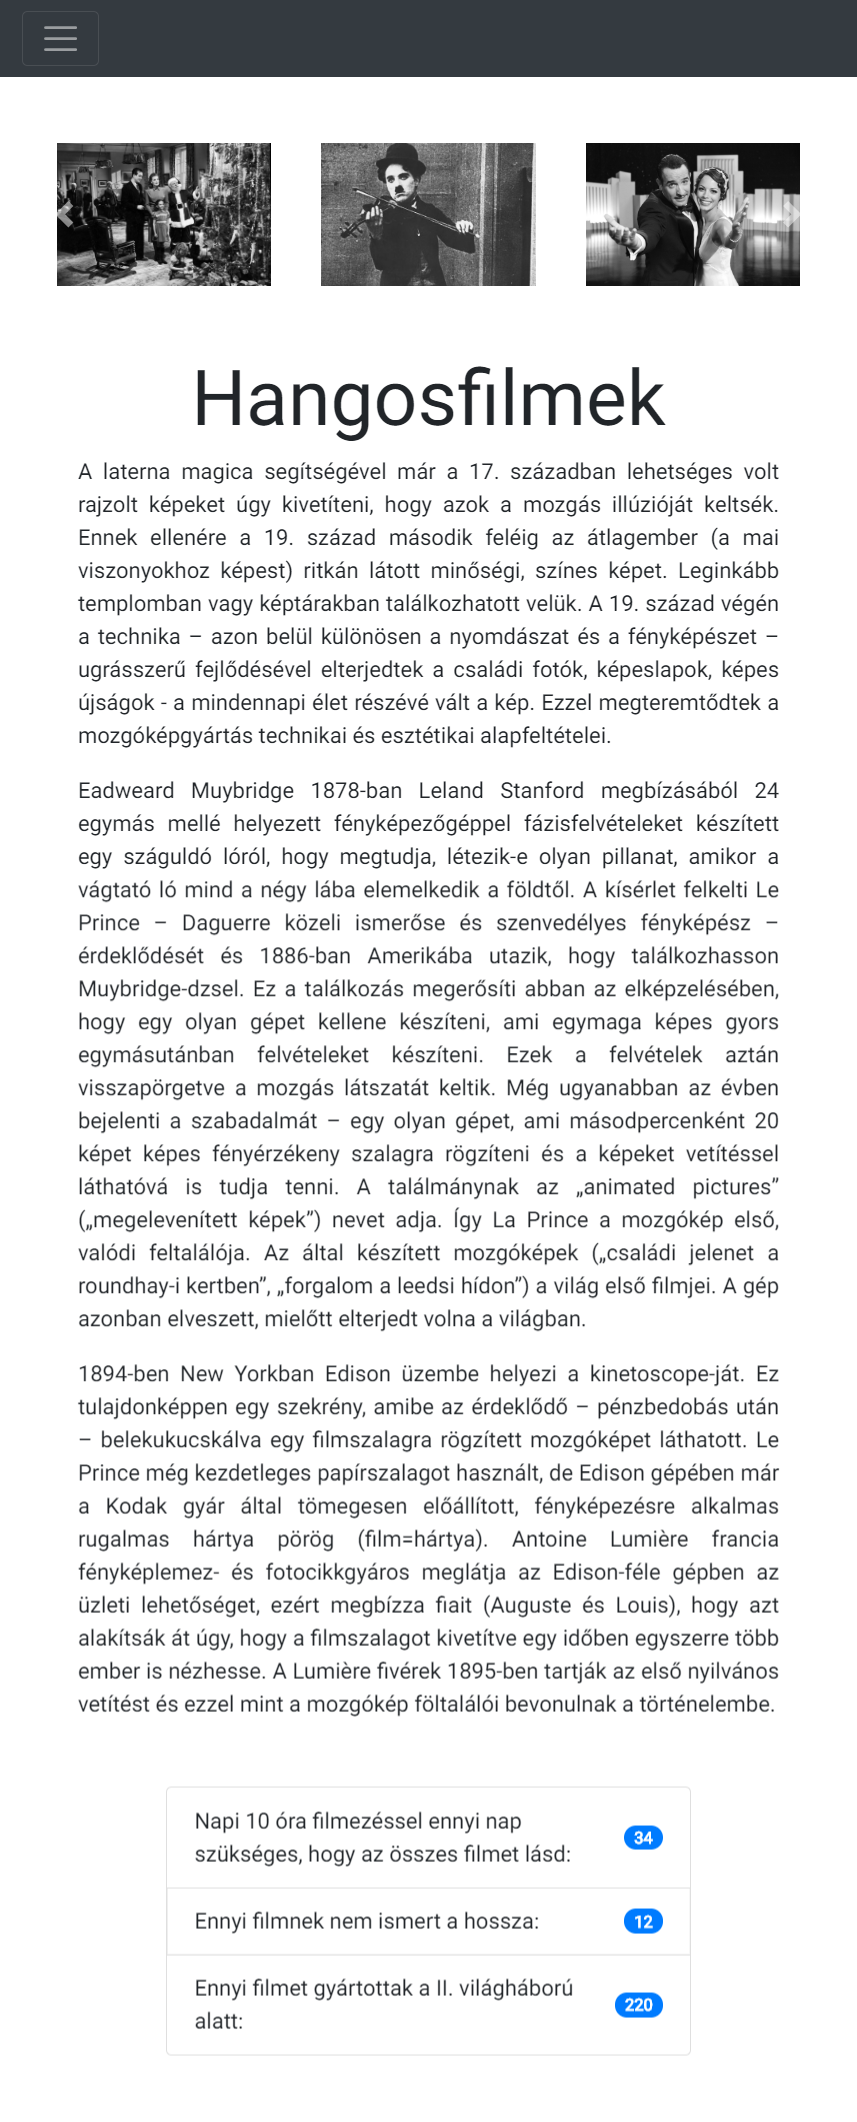 Hangosfilmek
A laterna magica segítségével már a 17. században lehetséges volt
rajzolt képeket úgy kivetíteni, hogy azok a mozgás illúzióját keltsék.
Ennek ellenére a 19. század második feléig az átlagember (a mai
viszonyokhoz képest) ritkán látott minőségi, színes képet. Leginkább
templomban vagy képtárakban találkozhatott velük. A 19. század végén
a technika – azon belül különösen a nyomdászat és a fényképészet –
ugrásszerű fejlődésével elterjedtek a családi fotók, képeslapok, képes
újságok - a mindennapi élet részévé vált a kép. Ezzel megteremtődtek a
mozgóképgyártás technikai és esztétikai alapfeltételei.
Eadweard Muybridge 1878-ban Leland Stanford megbízásából 24
egymás mellé helyezett fényképezőgéppel fázisfelvételeket készített
egy száguldó lóról, hogy megtudja, létezik-e olyan pillanat, amikor a
vágtató ló mind a négy lába elemelkedik a földtől. A kísérlet felkelti Le
Prince – Daguerre közeli ismerőse és szenvedélyes fényképész –
érdeklődését és 1886-ban Amerikába utazik, hogy találkozhasson
Muybridge-dzsel. Ez a találkozás megerősíti abban az elképzelésében,
hogy egy olyan gépet kellene készíteni, ami egymaga képes gyors
egymásutánban felvételeket készíteni. Ezek a felvételek aztán
visszapörgetve a mozgás látszatát keltik. Még ugyanabban az évben
bejelenti a szabadalmát – egy olyan gépet, ami másodpercenként 20
képet képes fényérzékeny szalagra rögzíteni és a képeket vetítéssel
láthatóvá is tudja tenni. A találmánynak az „animated pictures”
(„megelevenített képek”) nevet adja. Így La Prince a mozgókép első,
valódi feltalálója. Az által készített mozgóképek („családi jelenet a
roundhay-i kertben”, „forgalom a leedsi hídon”) a világ első filmjei. A gép
azonban elveszett, mielőtt elterjedt volna a világban.
1894-ben New Yorkban Edison üzembe helyezi a kinetoscope-ját. Ez
tulajdonképpen egy szekrény, amibe az érdeklődő – pénzbedobás után
– belekukucskálva egy filmszalagra rögzített mozgóképet láthatott. Le
Prince még kezdetleges papírszalagot használt, de Edison gépében már
a Kodak gyár által tömegesen előállított, fényképezésre alkalmas
rugalmas hártya pörög (film=hártya). Antoine Lumière francia
fényképlemez- és fotocikkgyáros meglátja az Edison-féle gépben az
üzleti lehetőséget, ezért megbízza fiait (Auguste és Louis), hogy azt
alakítsák át úgy, hogy a filmszalagot kivetítve egy időben egyszerre több
ember is nézhesse. A Lumière fivérek 1895-ben tartják az első nyilvános
vetítést és ezzel mint a mozgókép föltalálói bevonulnak a történelembe.
Napi 10 óra filmezéssel ennyi nap
szükséges, hogy az összes filmet lásd:
34
Ennyi filmnek nem ismert a hossza:
12
Ennyi filmet gyártottak a II. világháború
alatt:
220